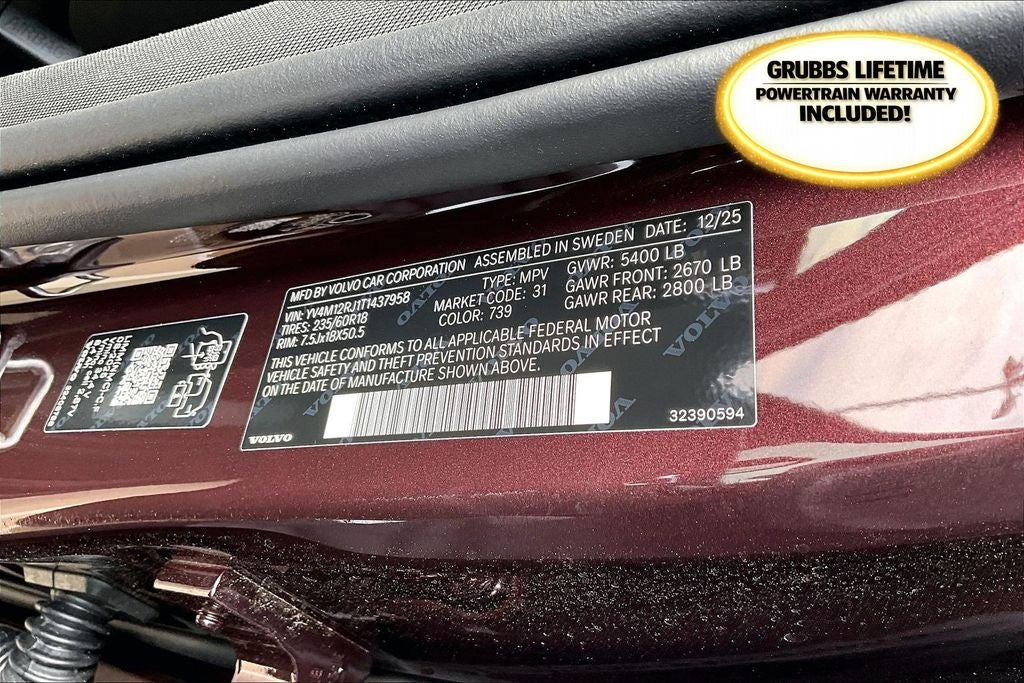 GRUBBS LIFETIME
POWERTRAIN WARRANTY
INCLUDED!
MFD BY VOLVO CAR CORPORATION ASSEMBLED IN SWEDEN DATE: 12/25
VIN: YV4M12RJ1T1437958 TYPE: MPV GVWR: 5400 LB
TIRES: 235/60R18 MARKET CODE: 31 GAWR FRONT: 2670 LB
RIM: 7.5Jx18X50.5 COLOR: 739 GAWR REAR: 2800 LB
THIS VEHICLE CONFORMS TO ALL APPLICABLE FEDERAL MOTOR
VEHICLE SAFETY AND THEFT PREVENTION STANDARDS IN EFFECT
ON THE DATE OF MANUFACTURE SHOWN ABOVE.
VOLVO
32390594